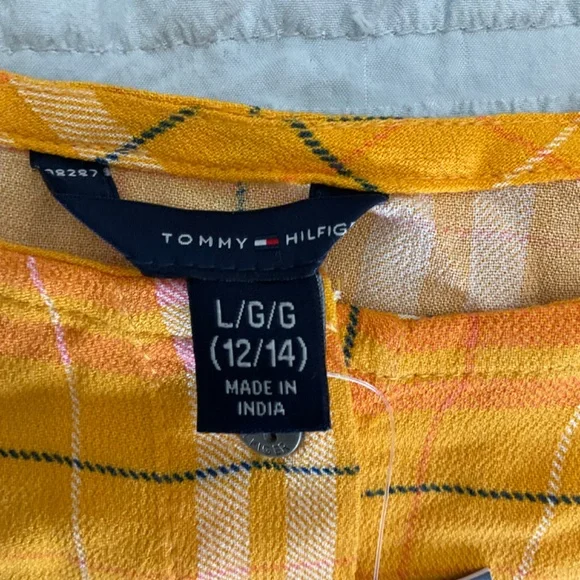 TOMMY HILFIG
L/G/G
(12/14)
MADE IN
INDIA